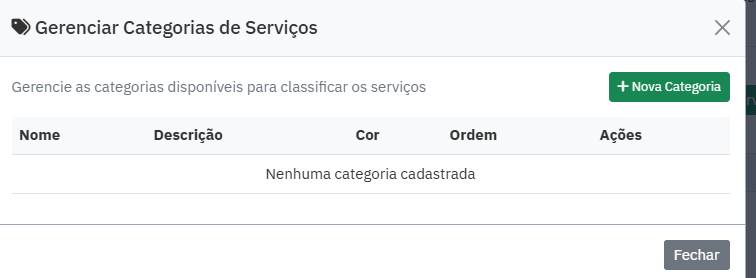 Gerenciar Categorias de Serviços
Gerencie as categorias disponíveis para classificar os serviços
+ Nova Categoria
Nome Descrição Cor Ordem Ações
Nenhuma categoria cadastrada
Fechar